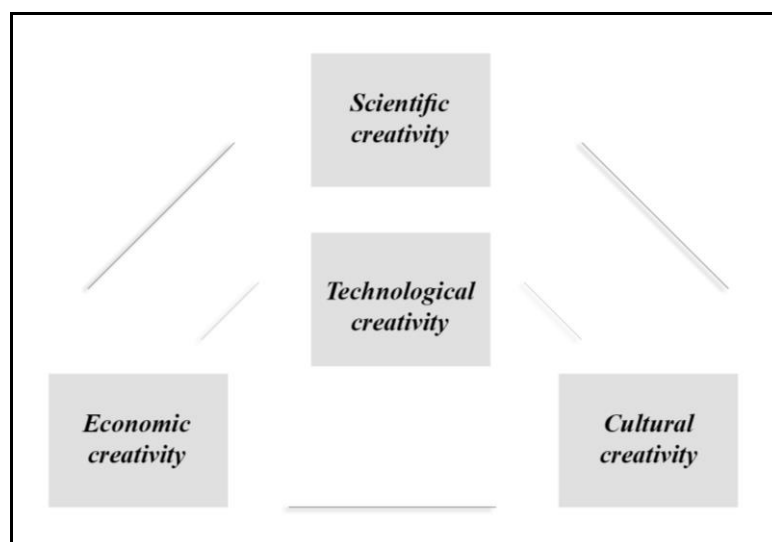 Scientific
creativity
Technological
creativity
Economic
creativity
Cultural
creativity